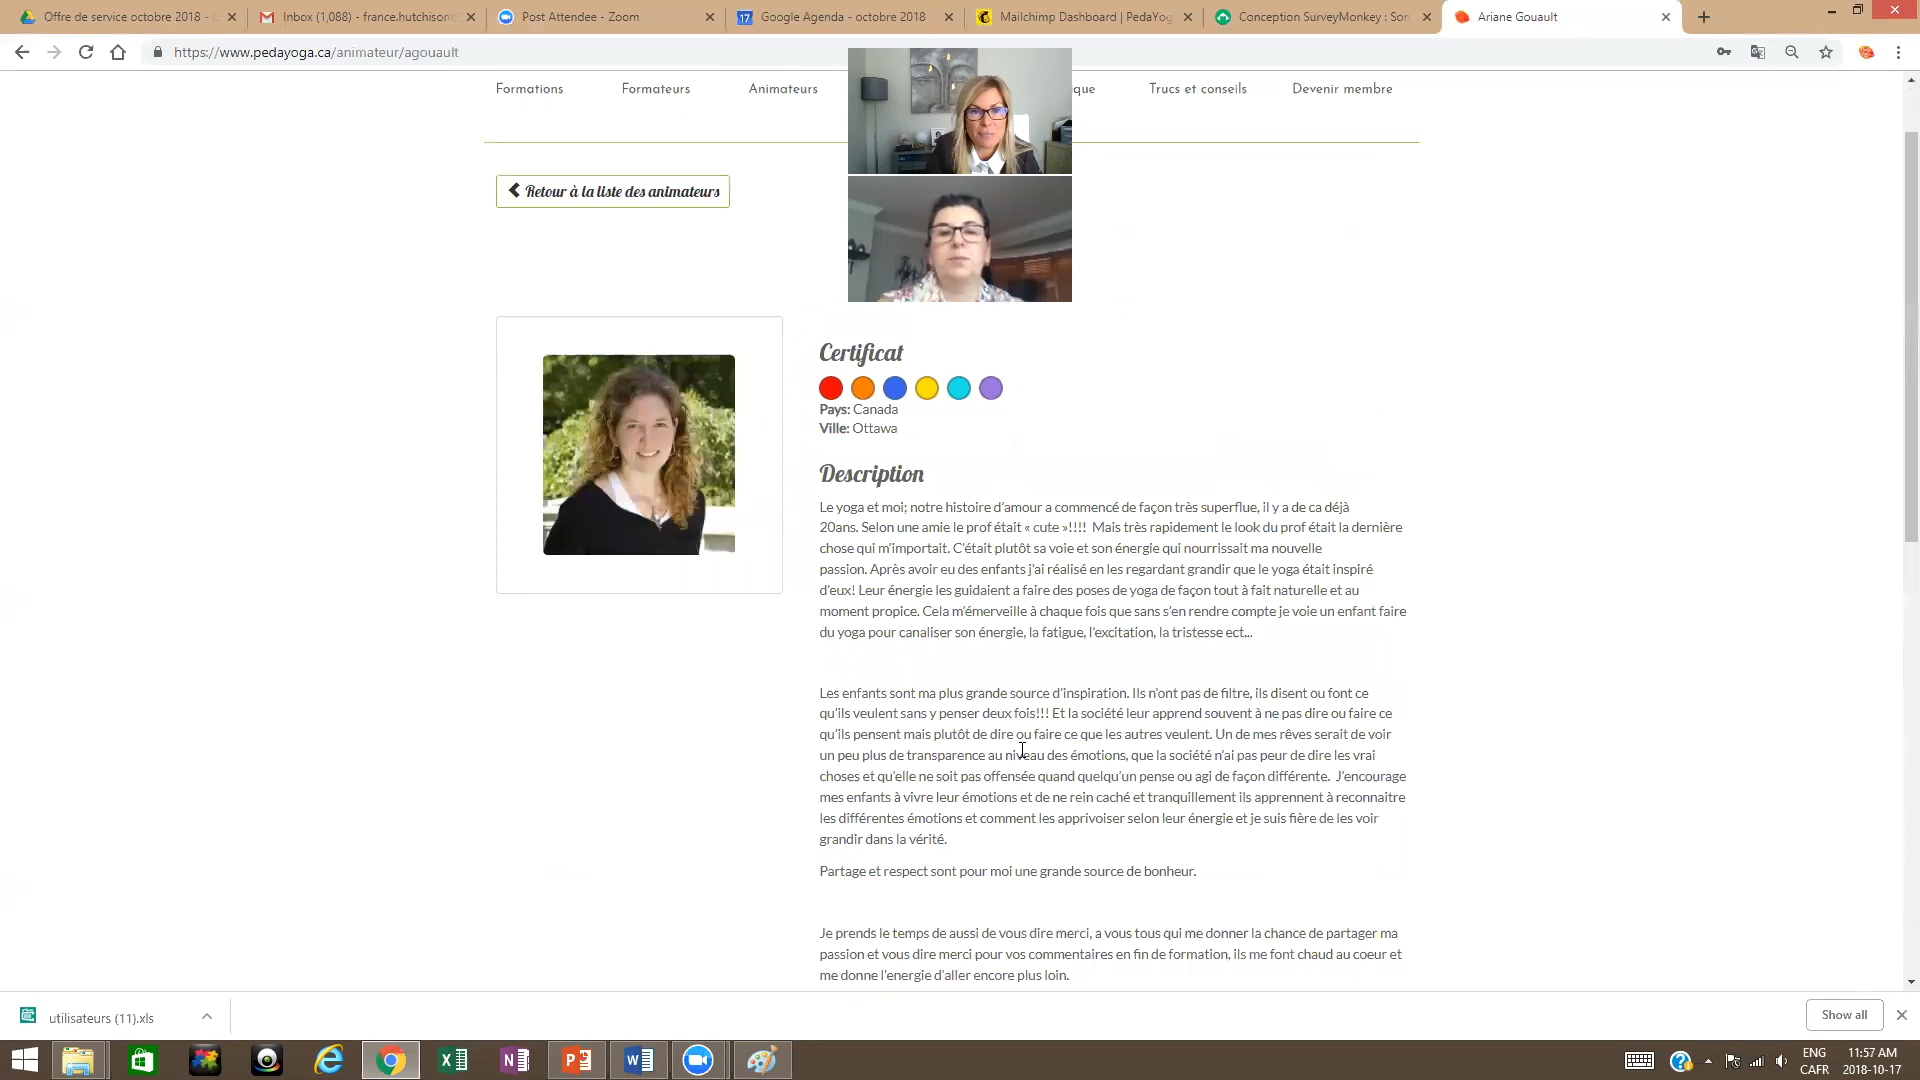 Offre de service octobre 2018 -
Inbox (1,088) - france.hutchison
Post Attendee - Zoom
17 Google Agenda - octobre 2018
Mailchimp Dashboard | PedaYog
Conception SurveyMonkey : Son
Ariane Gouault
https://www.pedayoga.ca/animateur/agouault
Formations Formateurs Animateurs que Trucs et conseils Devenir membre
Retour à la liste des animateurs
Certificat
Pays: Canada
Ville: Ottawa
Description
Le yoga et moi; notre histoire d'amour a commencé de façon très superflue, il y a de ca déjà
20ans. Selon une amie le prof était « cute »!!!! Mais très rapidement le look du prof était la dernière
chose qui m'importait. C'était plutôt sa voie et son énergie qui nourrissait ma nouvelle
passion. Après avoir eu des enfants j'ai réalisé en les regardant grandir que le yoga était inspiré
d'eux! Leur énergie les guidaient a faire des poses de yoga de façon tout à fait naturelle et au
moment propice. Cela m'émerveille à chaque fois que sans s'en rendre compte je voie un enfant faire
du yoga pour canaliser son énergie, la fatigue, l'excitation, la tristesse ect...
Les enfants sont ma plus grande source d'inspiration. Ils n'ont pas de filtre, ils disent ou font ce
qu'ils veulent sans y penser deux fois!!! Et la société leur apprend souvent à ne pas dire ou faire ce
qu'ils pensent mais plutôt de dire ou faire ce que les autres veulent. Un de mes rêves serait de voir
un peu plus de transparence au niveau des émotions, que la société n'ai pas peur de dire les vrai
choses et qu'elle ne soit pas offensée quand quelqu'un pense ou agi de façon différente. J'encourage
mes enfants à vivre leur émotions et de ne rein caché et tranquillement ils apprennent à reconnaitre
les différentes émotions et comment les apprivoiser selon leur énergie et je suis fière de les voir
grandir dans la vérité.
Partage et respect sont pour moi une grande source de bonheur.
Je prends le temps de aussi de vous dire merci, a vous tous qui me donner la chance de partager ma
passion et vous dire merci pour vos commentaires en fin de formation, ils me font chaud au coeur et
me donne l'energie d'aller encore plus loin.
utilisateurs (11).xls
Show all
ENG 11:57 AM
CAFR 2018-10-17